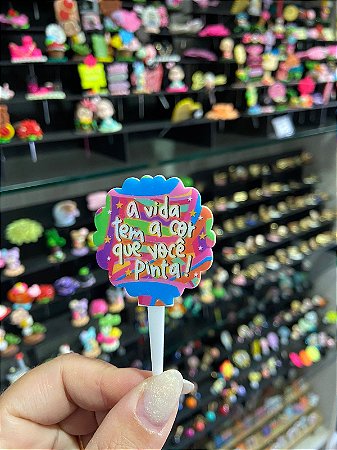 a vida
tem a cor
que você
pinta!